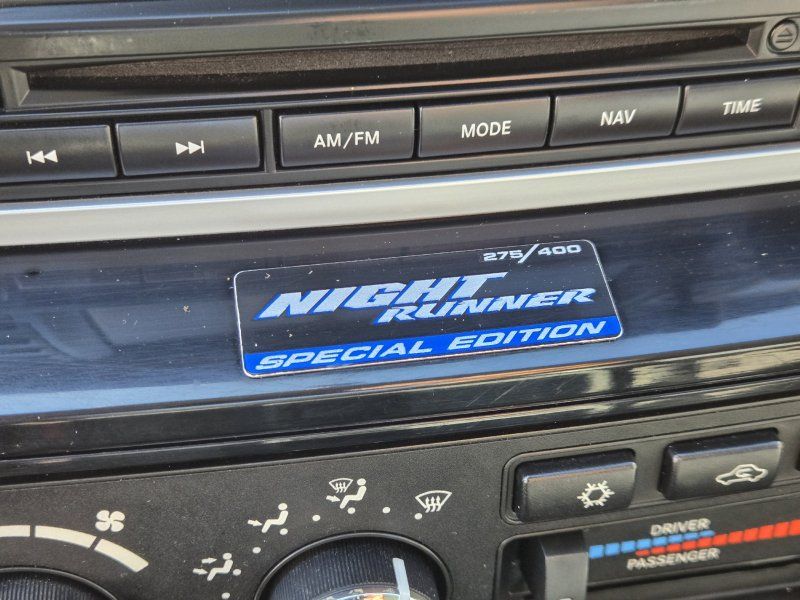 AM/FM
MODE
NAV
TIME
275/400
NIGHT
RUNNER
SPECIAL EDITION
DRIVER
PASSENGER